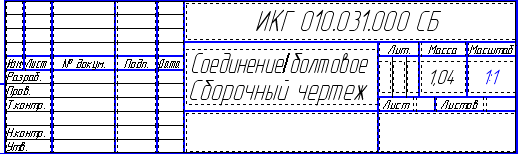 ИКГ 010.031.000 СБ
Лит. Масса Масштаб
Изм Лист № докум. Подп. Дата
Соединение болтовое
Разраб.
1.04 1:1
Пров.
Сборочный чертеж
Т.контр.
Лист Листов
Н.контр.
Утв.